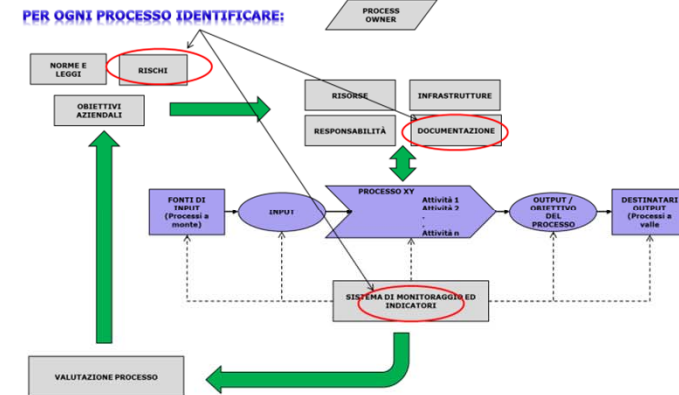 PER OGNI PROCESSO IDENTIFICARE:
PROCESS
OWNER
NORME E
LEGGI
RISCHI
OBIETTIVI
AZIENDALI
RISORSE
INFRASTRUTTURE
RESPONSABILITÀ
DOCUMENTAZIONE
FONTI DI
INPUT
(Processi a
monte)
INPUT
PROCESSO XY
Attività 1
Attività 2
.
.
Attività n
OUTPUT /
OBIETTIVO
DEL
PROCESSO
DESTINATARI
OUTPUT
(Processi a
valle
SISTEMA DI MONITORAGGIO ED
INDICATORI
VALUTAZIONE PROCESSO